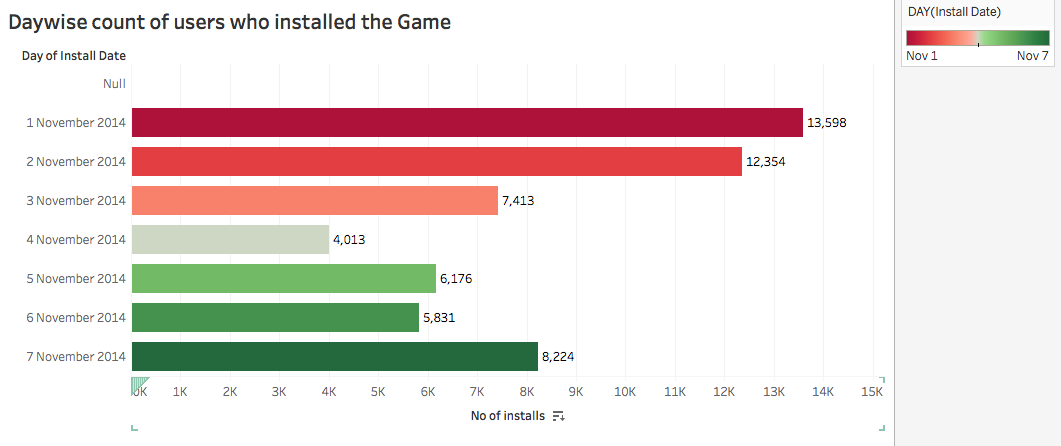 Daywise count of users who installed the Game
Day of Install Date
Null
1 November 2014 13,598
2 November 2014 12,354
3 November 2014 7,413
4 November 2014 4,013
5 November 2014 6,176
6 November 2014 5,831
7 November 2014 8,224
0K 1K 2K 3K 4K 5K 6K 7K 8K 9K 10K 11K 12K 13K 14K 15K
No of installs
DAY(Install Date)
Nov 1 Nov 7